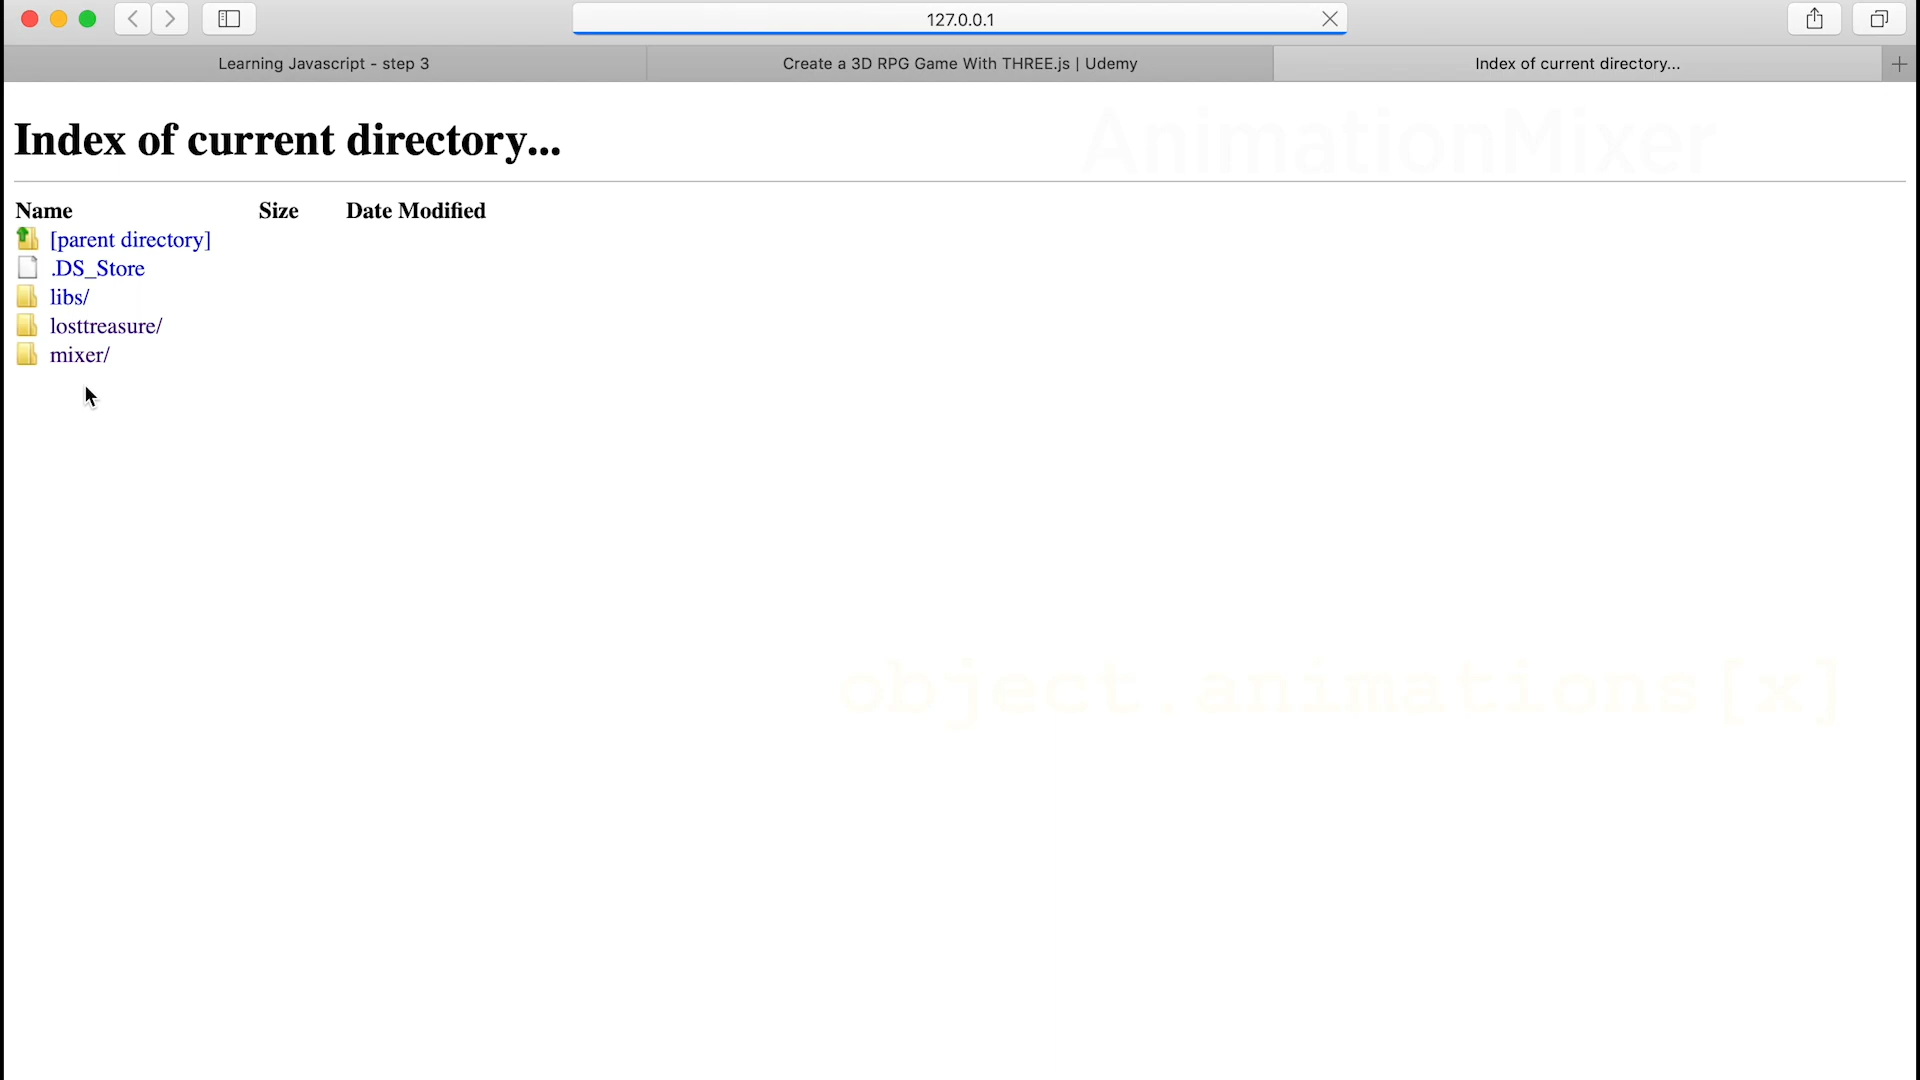 127.0.0.1
Learning Javascript - step 3
Create a 3D RPG Game With THREE.js | Udemy
Index of current directory...
Index of current directory...
AnimationMixer
Name Size Date Modified
[parent directory]
.DS_Store
libs/
losttreasure/
mixer/
object.animations[x]